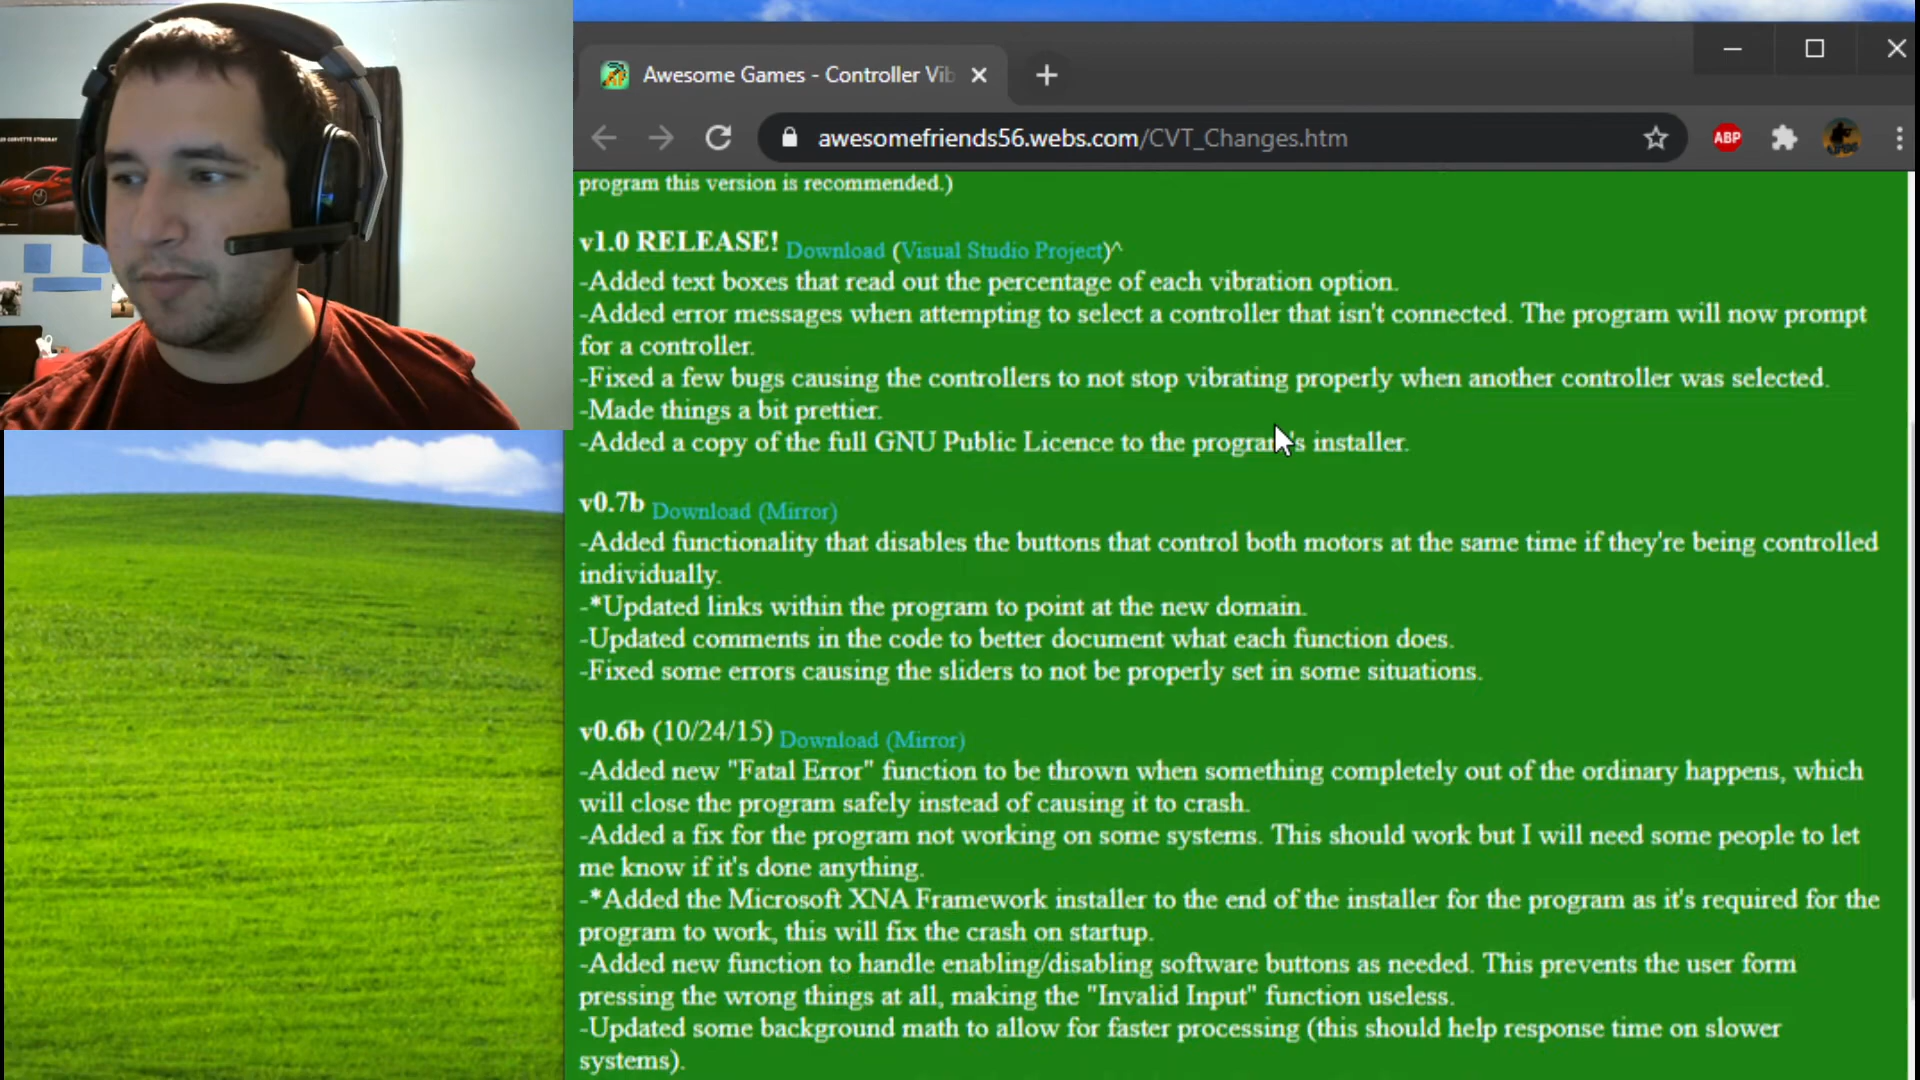 Awesome Games - Controller Vib
awesomefriends56.webs.com/CVT_Changes.htm
ABP
program this version is recommended.)
v1.0 RELEASE! Download (Visual Studio Project)^
-Added text boxes that read out the percentage of each vibration option.
-Added error messages when attempting to select a controller that isn't connected. The program will now prompt
for a controller.
-Fixed a few bugs causing the controllers to not stop vibrating properly when another controller was selected.
-Made things a bit prettier.
-Added a copy of the full GNU Public Licence to the program's installer.
v0.7b Download (Mirror)
-Added functionality that disables the buttons that control both motors at the same time if they're being controlled
individually.
-*Updated links within the program to point at the new domain.
-Updated comments in the code to better document what each function does.
-Fixed some errors causing the sliders to not be properly set in some situations.
v0.6b (10/24/15) Download (Mirror)
-Added new "Fatal Error" function to be thrown when something completely out of the ordinary happens, which
will close the program safely instead of causing it to crash.
-Added a fix for the program not working on some systems. This should work but I will need some people to let
me know if it's done anything.
-*Added the Microsoft XNA Framework installer to the end of the installer for the program as it's required for the
program to work, this will fix the crash on startup.
-Added new function to handle enabling/disabling software buttons as needed. This prevents the user form
pressing the wrong things at all, making the "Invalid Input" function useless.
-Updated some background math to allow for faster processing (this should help response time on slower
systems).
CORVETTE STINGRAY